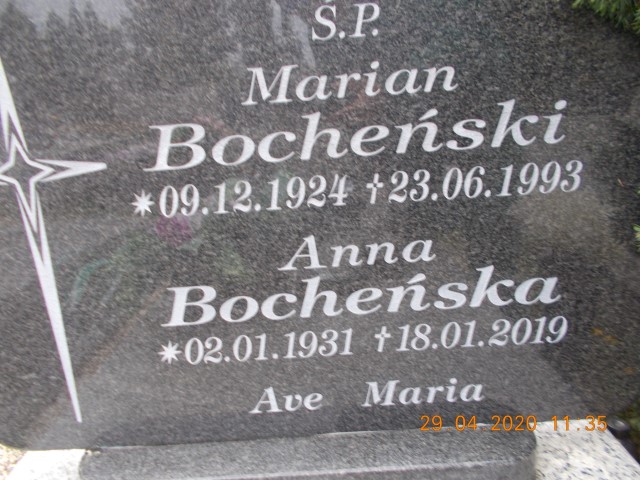 Ś.P.
Marian
Bocheński
*09.12.1924 †23.06.1993
Anna
Bocheńska
*02.01.1931 †18.01.2019
Ave Maria
29.04.2020 11.35